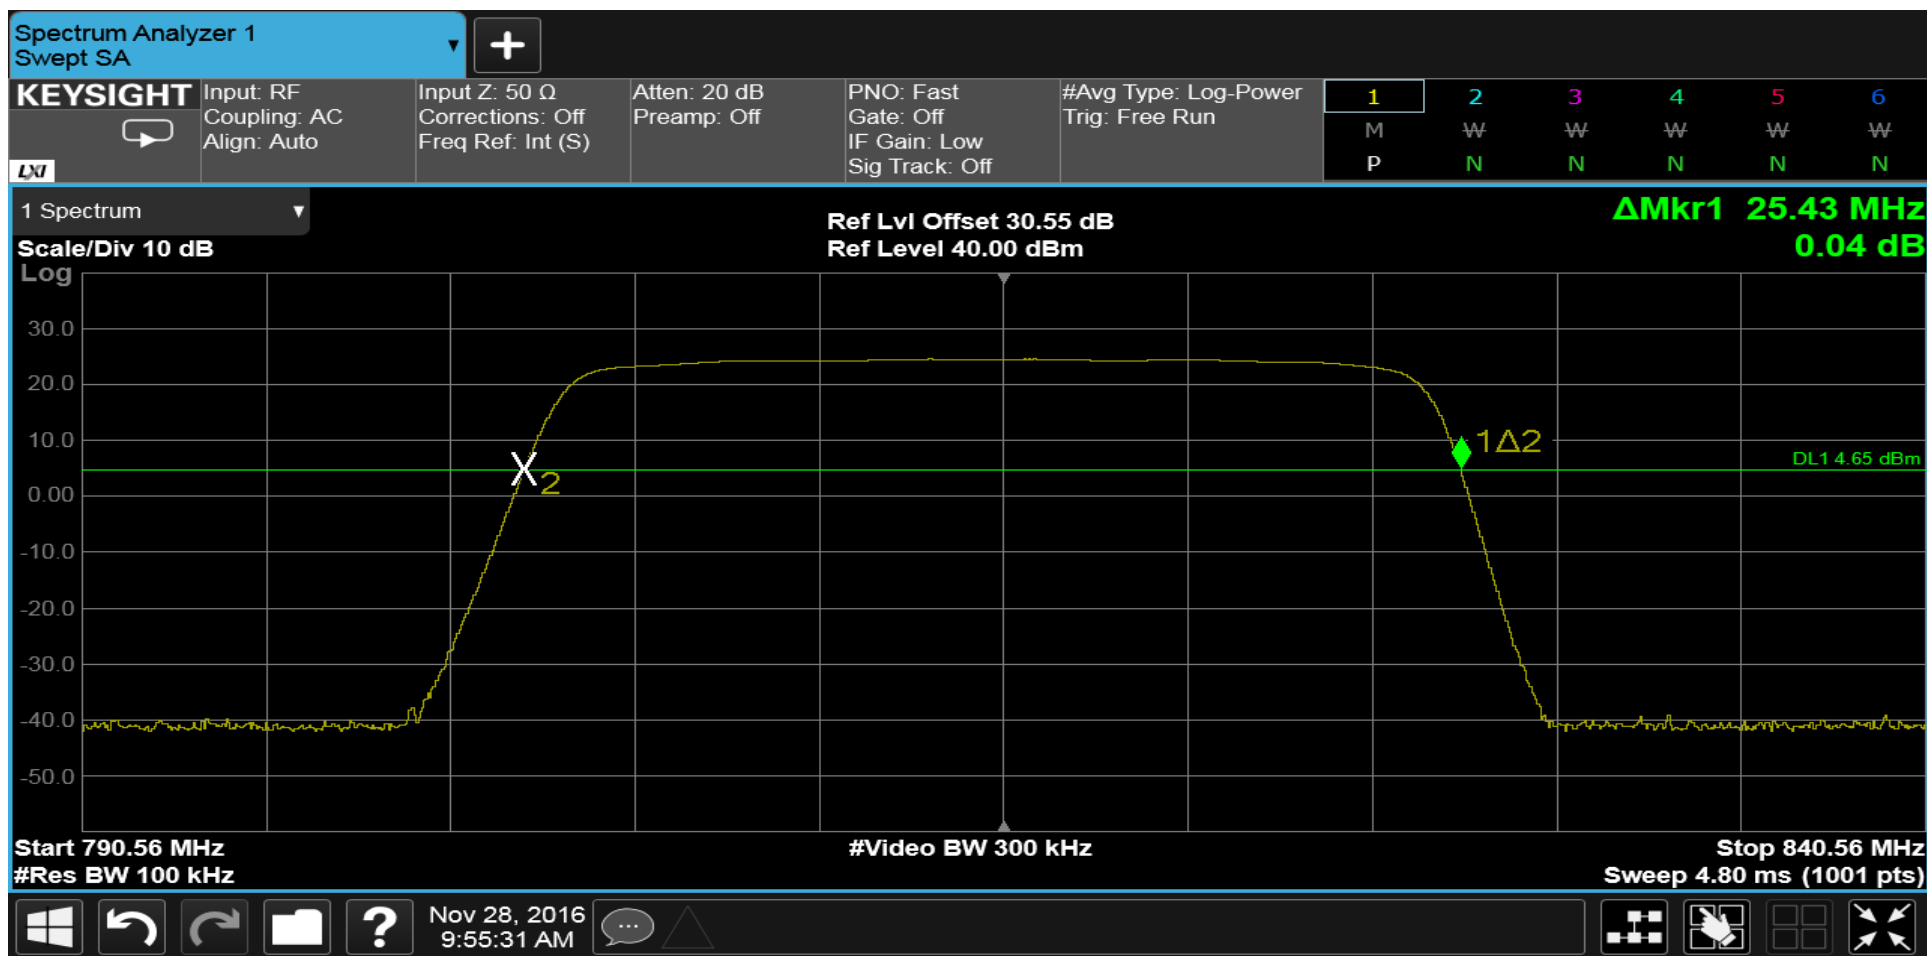 Spectrum Analyzer 1
Swept SA
KEYSIGHT
LXI
Input: RF
Coupling: AC
Align: Auto
Input Z: 50 Ω
Corrections: Off
Freq Ref: Int (S)
Atten: 20 dB
Preamp: Off
PNO: Fast
Gate: Off
IF Gain: Low
Sig Track: Off
#Avg Type: Log-Power
Trig: Free Run
1 2 3 4 5 6
M W W W W W
P N N N N N
1 Spectrum
Scale/Div 10 dB
Log
Ref Lvl Offset 30.55 dB
Ref Level 40.00 dBm
ΔMkr1 25.43 MHz
0.04 dB
30.0
20.0
10.0
0.00
-10.0
-20.0
-30.0
-40.0
-50.0
X2
1Δ2
DL1 4.65 dBm
Start 790.56 MHz
#Res BW 100 kHz
#Video BW 300 kHz
Stop 840.56 MHz
Sweep 4.80 ms (1001 pts)
?
Nov 28, 2016
9:55:31 AM